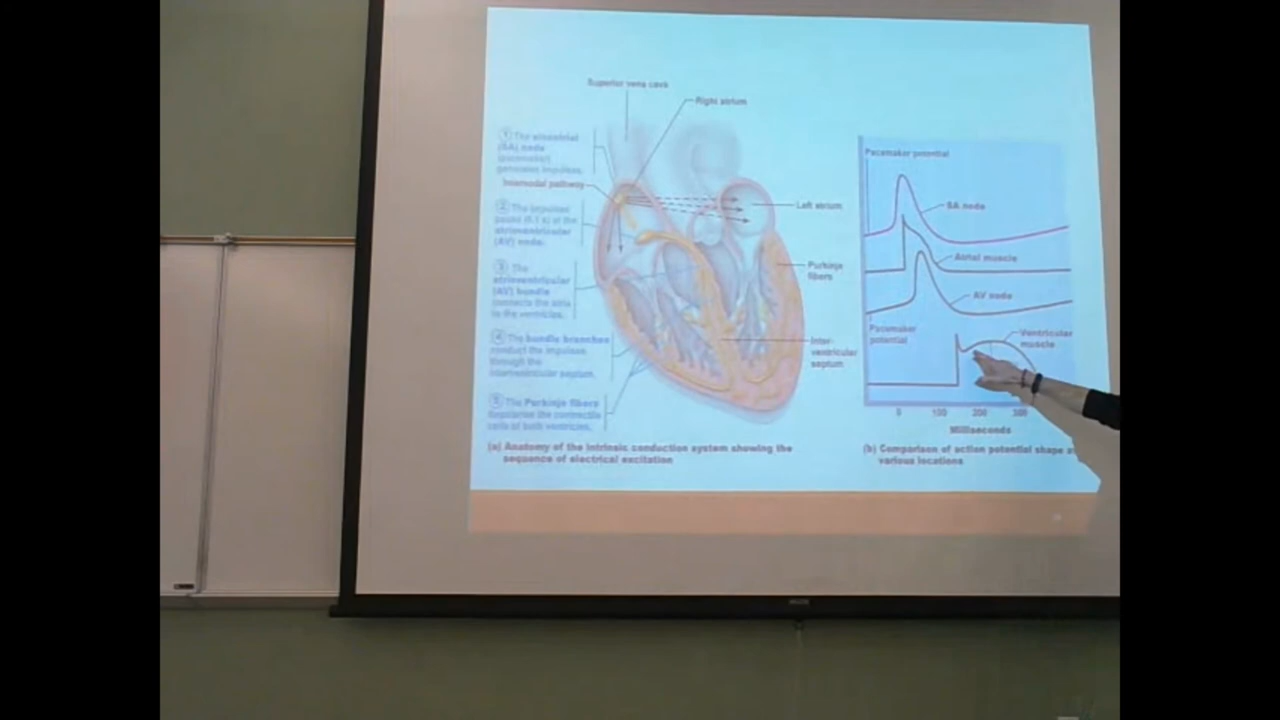 Superior vena cava
Right atrium
① The sinoatrial
(SA) node
(pacemaker)
generates impulses.
Internodal pathway
② The impulses
pause (0.1 s) at the
atrioventricular
(AV) node.
Left atrium
③ The
atrioventricular
(AV) bundle
connects the atria
to the ventricles.
Purkinje
fibers
④ The bundle branches
conduct the impulses
through the
interventricular septum.
Inter-
ventricular
septum
⑤ The Purkinje fibers
depolarize the contractile
cells of both ventricles.
(a) Anatomy of the intrinsic conduction system showing the
sequence of electrical excitation
Pacemaker potential
SA node
Atrial muscle
AV node
Pacemaker
potential
Ventricular
muscle
0 100 200 300
Milliseconds
(b) Comparison of action potential shape
various locations